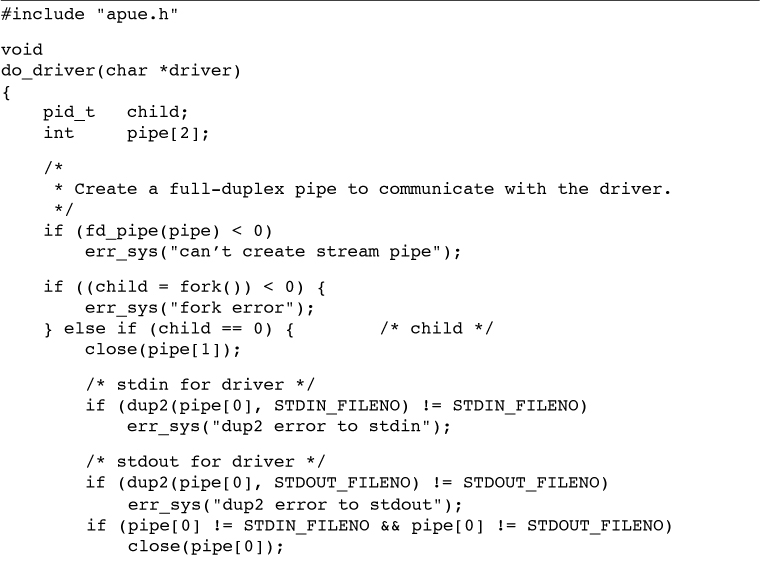 #include "apue.h"
void
do_driver(char *driver)
{
    pid_t   child;
    int     pipe[2];
    /*
     * Create a full-duplex pipe to communicate with the driver.
     */
    if (fd_pipe(pipe) < 0)
        err_sys("can’t create stream pipe");
    if ((child = fork()) < 0) {
        err_sys("fork error");
    } else if (child == 0) {        /* child */
        close(pipe[1]);
        /* stdin for driver */
        if (dup2(pipe[0], STDIN_FILENO) != STDIN_FILENO)
            err_sys("dup2 error to stdin");
        /* stdout for driver */
        if (dup2(pipe[0], STDOUT_FILENO) != STDOUT_FILENO)
            err_sys("dup2 error to stdout");
        if (pipe[0] != STDIN_FILENO && pipe[0] != STDOUT_FILENO)
            close(pipe[0]);